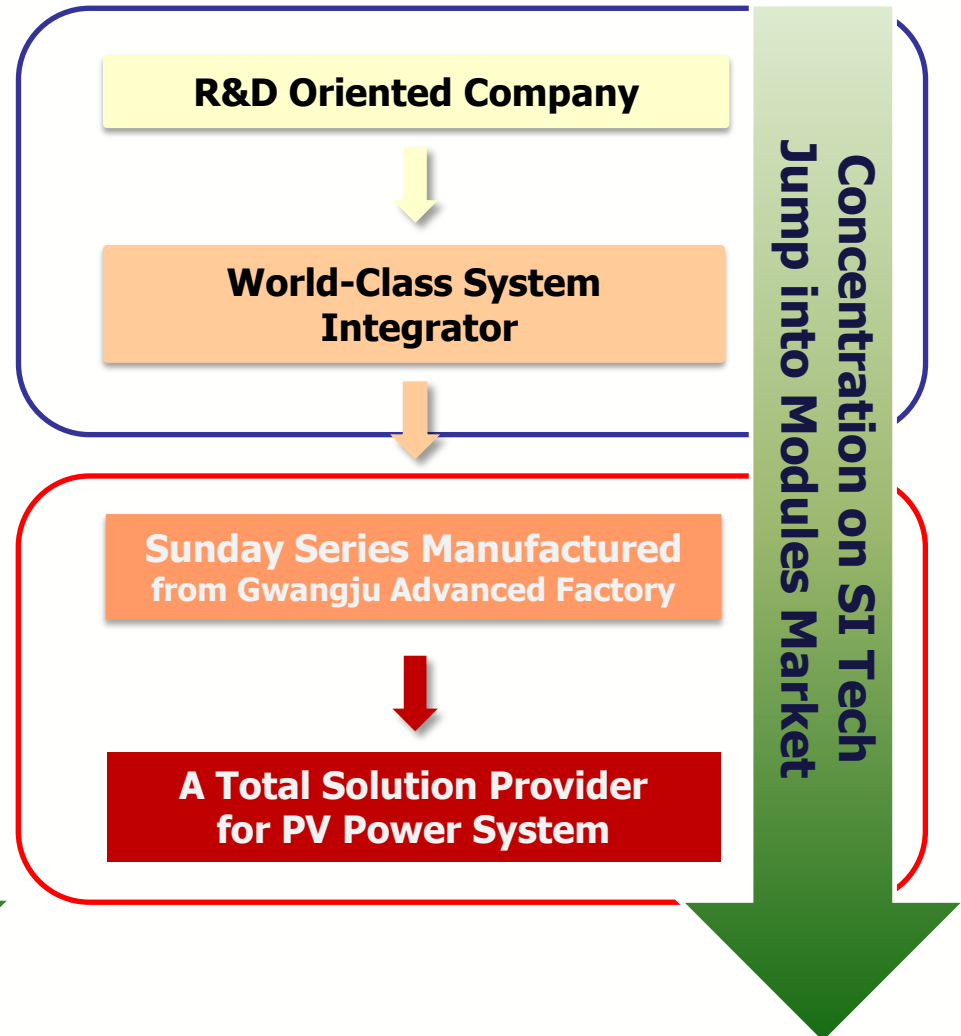 R&D Oriented Company
World-Class System
Integrator
Sunday Series Manufactured
from Gwangju Advanced Factory
A Total Solution Provider
for PV Power System
Concentration on SI Tech
Jump into Modules Market